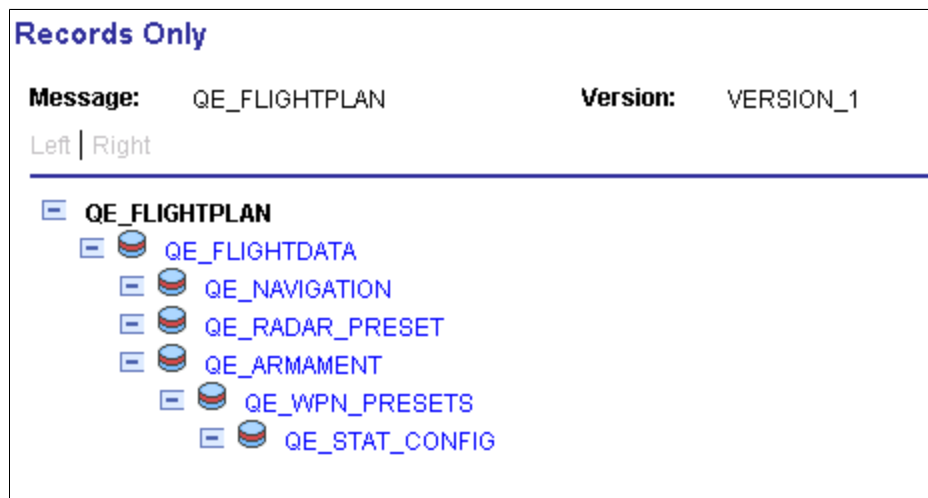 Records Only
Message: QE_FLIGHTPLAN Version: VERSION_1
Left | Right
QE_FLIGHTPLAN
QE_FLIGHTDATA
QE_NAVIGATION
QE_RADAR_PRESET
QE_ARMAMENT
QE_WPN_PRESETS
QE_STAT_CONFIG